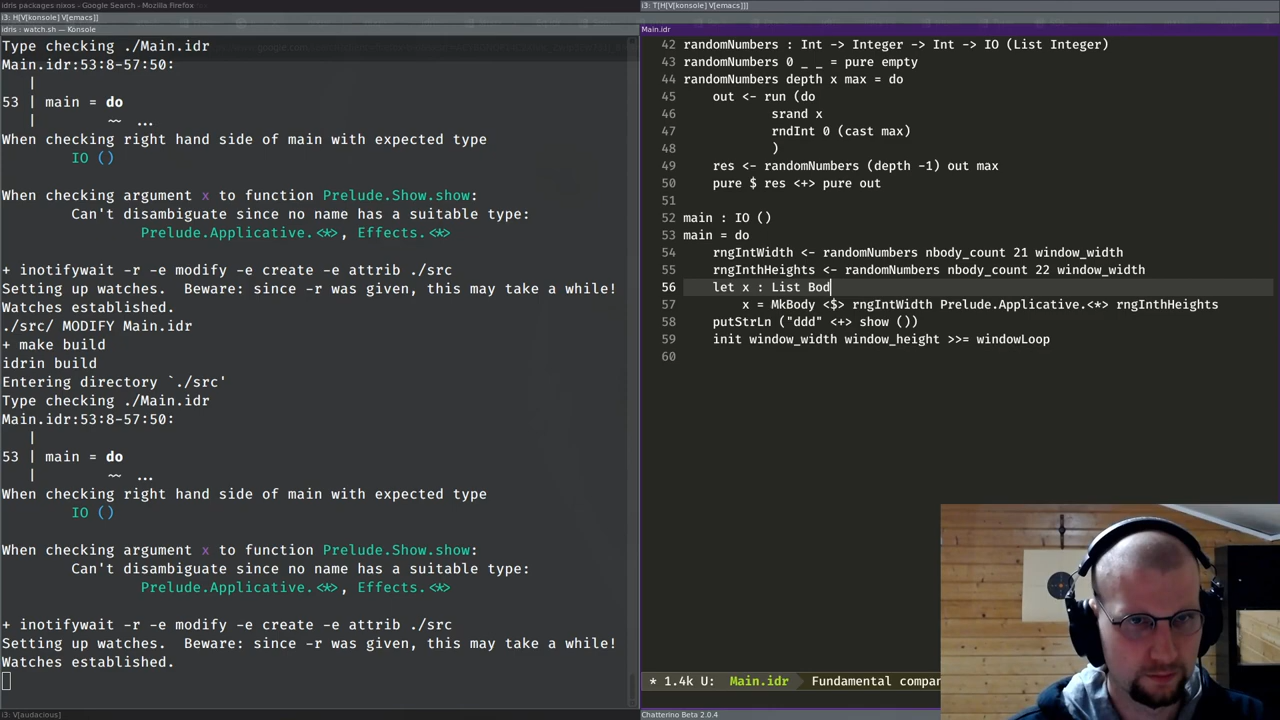 idris packages nixos - Google Search - Mozilla Firefox
i3: H[V[konsole] V[emacs]]
idris : watch.sh — Konsole
Type checking ./Main.idr
Main.idr:53:8-57:50:
|
53 | main = do
| ~~ ...
When checking right hand side of main with expected type
IO ()
When checking argument x to function Prelude.Show.show:
Can't disambiguate since no name has a suitable type:
Prelude.Applicative.<*>, Effects.<*>
+ inotifywait -r -e modify -e create -e attrib ./src
Setting up watches.  Beware: since -r was given, this may take a while!
Watches established.
./src/ MODIFY Main.idr
+ make build
idrin build
Entering directory `./src'
Type checking ./Main.idr
Main.idr:53:8-57:50:
|
53 | main = do
| ~~ ...
When checking right hand side of main with expected type
IO ()
When checking argument x to function Prelude.Show.show:
Can't disambiguate since no name has a suitable type:
Prelude.Applicative.<*>, Effects.<*>
+ inotifywait -r -e modify -e create -e attrib ./src
Setting up watches.  Beware: since -r was given, this may take a while!
Watches established.
i3: V[audacious]
i3: T[H[V[konsole] V[emacs]]]
Main.idr
42 randomNumbers : Int -> Integer -> Int -> IO (List Integer)
43 randomNumbers 0 _ _ = pure empty
44 randomNumbers depth x max = do
45 out <- run (do
46 srand x
47 rndInt 0 (cast max)
48 )
49 res <- randomNumbers (depth -1) out max
50 pure $ res <+> pure out
51
52 main : IO ()
53 main = do
54 rngIntWidth <- randomNumbers nbody_count 21 window_width
55 rngInthHeights <- randomNumbers nbody_count 22 window_width
56 let x : List Bod
57 x = MkBody <$> rngIntWidth Prelude.Applicative.<*> rngInthHeights
58 putStrLn ("ddd" <+> show ())
59 init window_width window_height >>= windowLoop
60
* 1.4k U: Main.idr Fundamental compan
Chatterino Beta 2.0.4